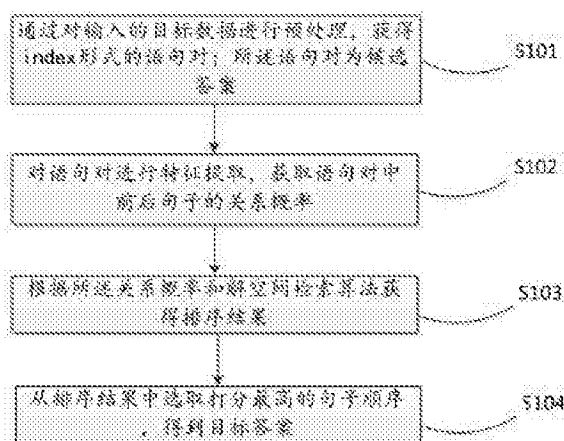 通过对输入的目标数据进行预处理，获得
index形式的语句对；所述语句对为候选
答案
S101
对语句对进行特征提取，获取语句对中
前后句子的关系概率
S102
根据所述关系概率和解空间检索算法获
得排序结果
S103
从排序结果中选取打分最高的句子顺序
，得到目标答案
S104